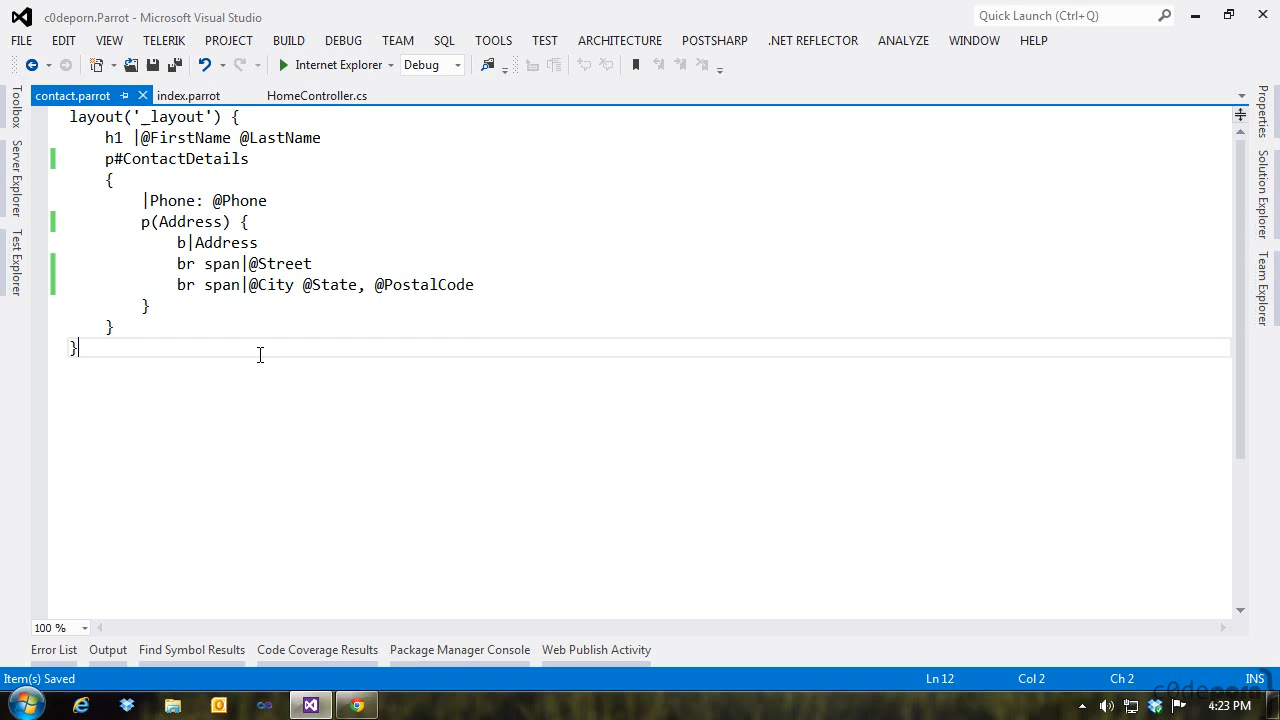 c0deporn.Parrot - Microsoft Visual Studio
Quick Launch (Ctrl+Q)
FILE EDIT VIEW TELERIK PROJECT BUILD DEBUG TEAM SQL TOOLS TEST ARCHITECTURE POSTSHARP .NET REFLECTOR ANALYZE WINDOW HELP
Internet Explorer Debug
contact.parrot index.parrot HomeController.cs
Toolbox
Server Explorer
Test Explorer
layout('_layout') {
h1 |@FirstName @LastName
p#ContactDetails
{
|Phone: @Phone
p(Address) {
b|Address
br span|@Street
br span|@City @State, @PostalCode
}
}
}
Properties
Solution Explorer
Team Explorer
100 %
Error List Output Find Symbol Results Code Coverage Results Package Manager Console Web Publish Activity
Item(s) Saved Ln 12 Col 2 Ch 2 INS
c0deporn}
4:23 PM